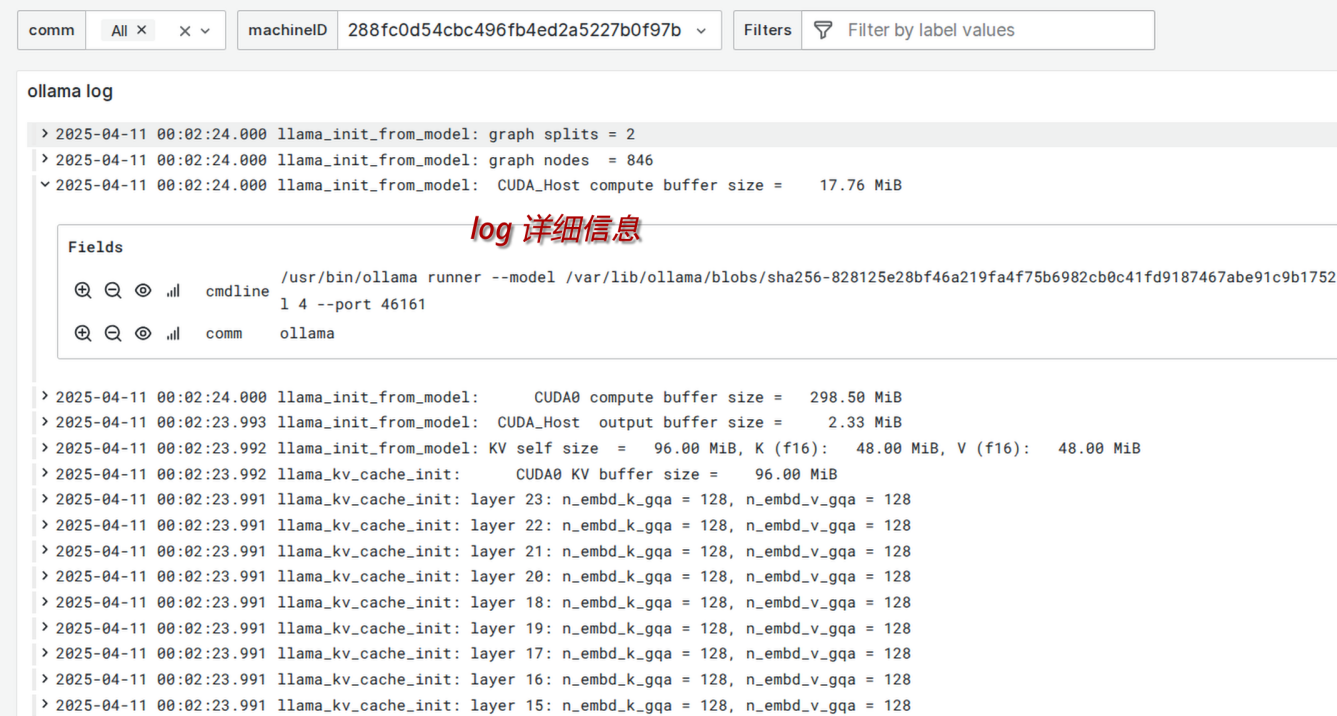 comm All × × machineID 288fc0d54cbc496fb4ed2a5227b0f97b Filters Filter by label values
ollama log
2025-04-11 00:02:24.000 llama_init_from_model: graph splits = 2
2025-04-11 00:02:24.000 llama_init_from_model: graph nodes  = 846
2025-04-11 00:02:24.000 llama_init_from_model:  CUDA_Host compute buffer size =    17.76 MiB
log 详细信息
Fields
cmdline /usr/bin/ollama runner --model /var/lib/ollama/blobs/sha256-828125e28bf46a219fa4f75b6982cb0c41fd9187467abe91c9b1752
l 4 --port 46161
comm ollama
2025-04-11 00:02:24.000 llama_init_from_model:      CUDA0 compute buffer size =   298.50 MiB
2025-04-11 00:02:23.993 llama_init_from_model:  CUDA_Host  output buffer size =     2.33 MiB
2025-04-11 00:02:23.992 llama_init_from_model: KV self size  =   96.00 MiB, K (f16):   48.00 MiB, V (f16):   48.00 MiB
2025-04-11 00:02:23.992 llama_kv_cache_init:      CUDA0 KV buffer size =    96.00 MiB
2025-04-11 00:02:23.991 llama_kv_cache_init: layer 23: n_embd_k_gqa = 128, n_embd_v_gqa = 128
2025-04-11 00:02:23.991 llama_kv_cache_init: layer 22: n_embd_k_gqa = 128, n_embd_v_gqa = 128
2025-04-11 00:02:23.991 llama_kv_cache_init: layer 21: n_embd_k_gqa = 128, n_embd_v_gqa = 128
2025-04-11 00:02:23.991 llama_kv_cache_init: layer 20: n_embd_k_gqa = 128, n_embd_v_gqa = 128
2025-04-11 00:02:23.991 llama_kv_cache_init: layer 18: n_embd_k_gqa = 128, n_embd_v_gqa = 128
2025-04-11 00:02:23.991 llama_kv_cache_init: layer 19: n_embd_k_gqa = 128, n_embd_v_gqa = 128
2025-04-11 00:02:23.991 llama_kv_cache_init: layer 17: n_embd_k_gqa = 128, n_embd_v_gqa = 128
2025-04-11 00:02:23.991 llama_kv_cache_init: layer 16: n_embd_k_gqa = 128, n_embd_v_gqa = 128
2025-04-11 00:02:23.991 llama_kv_cache_init: layer 15: n_embd_k_gqa = 128, n_embd_v_gqa = 128